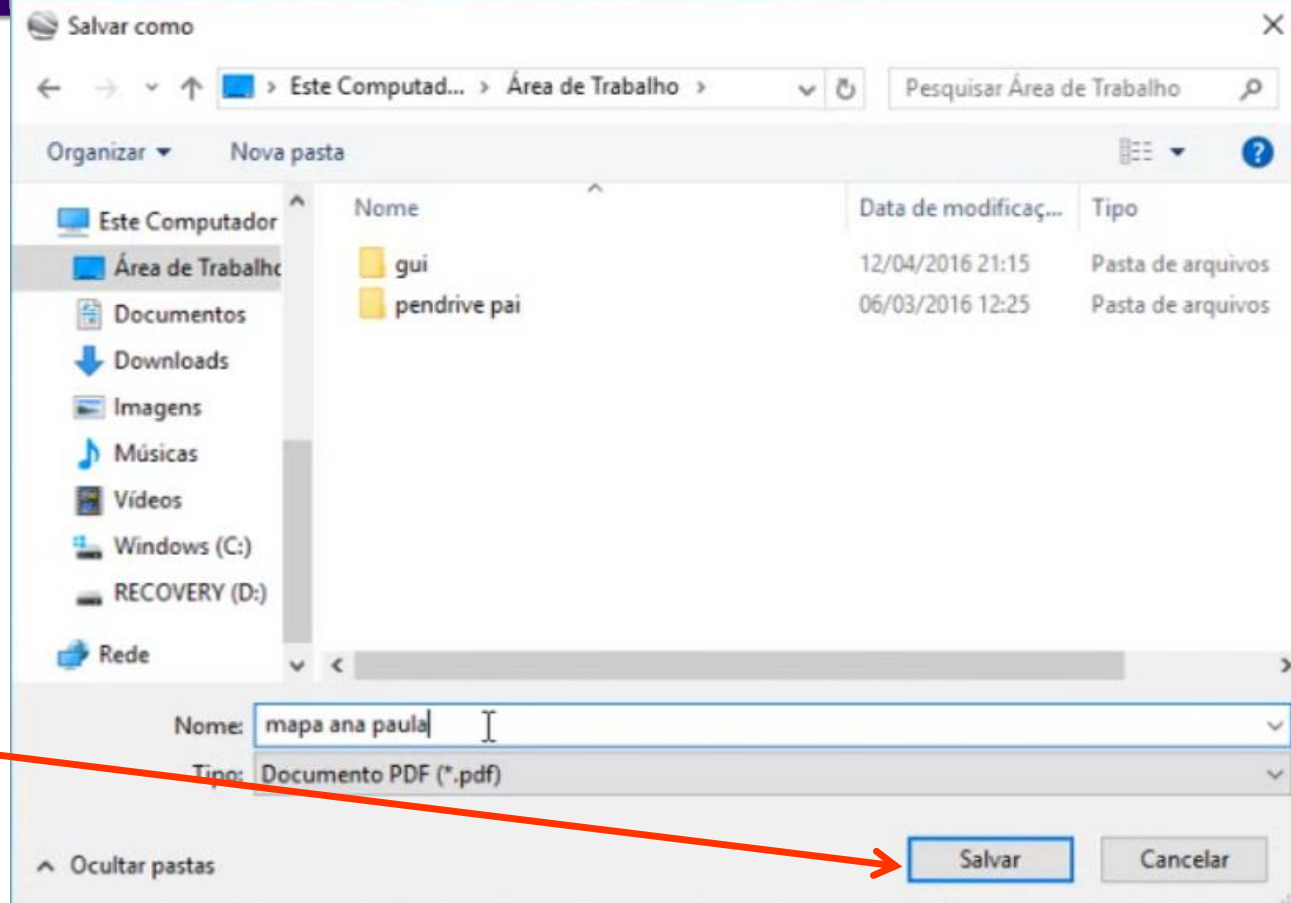 Salvar como
Este Computad... > Área de Trabalho >
Pesquisar Área de Trabalho
Organizar
Nova pasta
Nome
Data de modificaç...
Tipo
Este Computador
Área de Trabalho
Documentos
Downloads
Imagens
Músicas
Vídeos
Windows (C:)
RECOVERY (D:)
Rede
gui 12/04/2016 21:15 Pasta de arquivos
pendrive pai 06/03/2016 12:25 Pasta de arquivos
Nome: mapa ana paula
Tipo: Documento PDF (*.pdf)
Ocultar pastas
Salvar
Cancelar